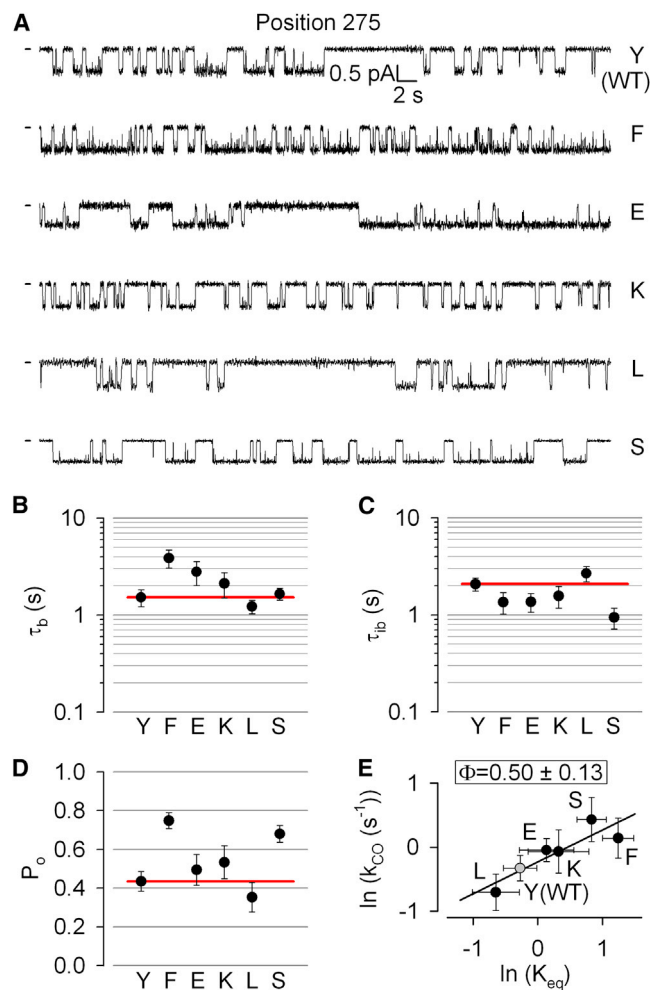 A
Position 275
Y
(WT)
0.5 pA
2 s
F
E
K
L
S
B
10
1
0.1
τb (s)
Y F E K L S
C
10
1
0.1
τib (s)
Y F E K L S
D
1.0
0.8
0.6
0.4
0.2
0.0
Po
Y F E K L S
E
Φ=0.50 ± 0.13
1
0
-1
ln (kCO (s-1))
S
E
F
L
K
Y(WT)
-1 0 1
ln (Keq)